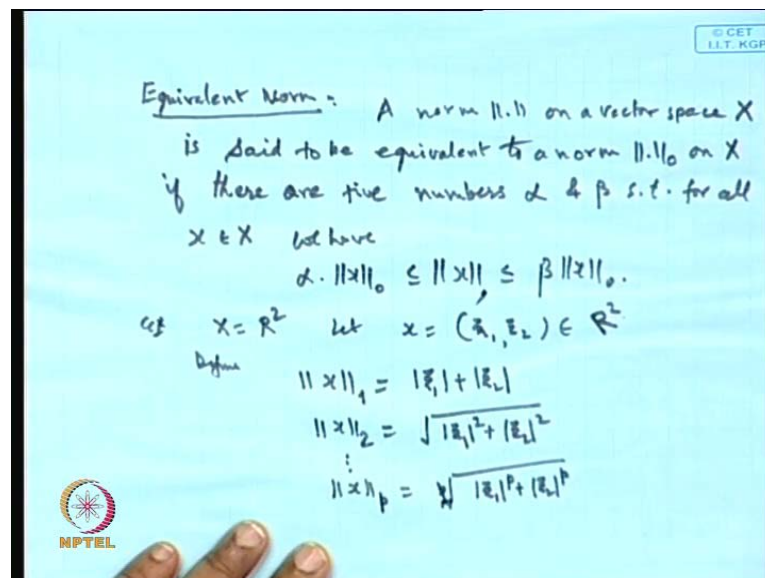 © CET
I.I.T. KGP
Equivalent Norm: A norm ||.|| on a vector space X
is said to be equivalent to a norm ||.||₀ on X
if there are +ive numbers α & β s.t. for all
x ∈ X we have
α. ||x||₀ ≤ ||x|| ≤ β ||x||₀.
X = R² Let x = (ξ₁, ξ₂) ∈ R²
Define
||x||₁ = |ξ₁| + |ξ₂|
||x||₂ = √(|ξ₁|² + |ξ₂|²)
⋮
||x||ₚ = ᵖ√(|ξ₁|ᵖ + |ξ₂|ᵖ)
NPTEL